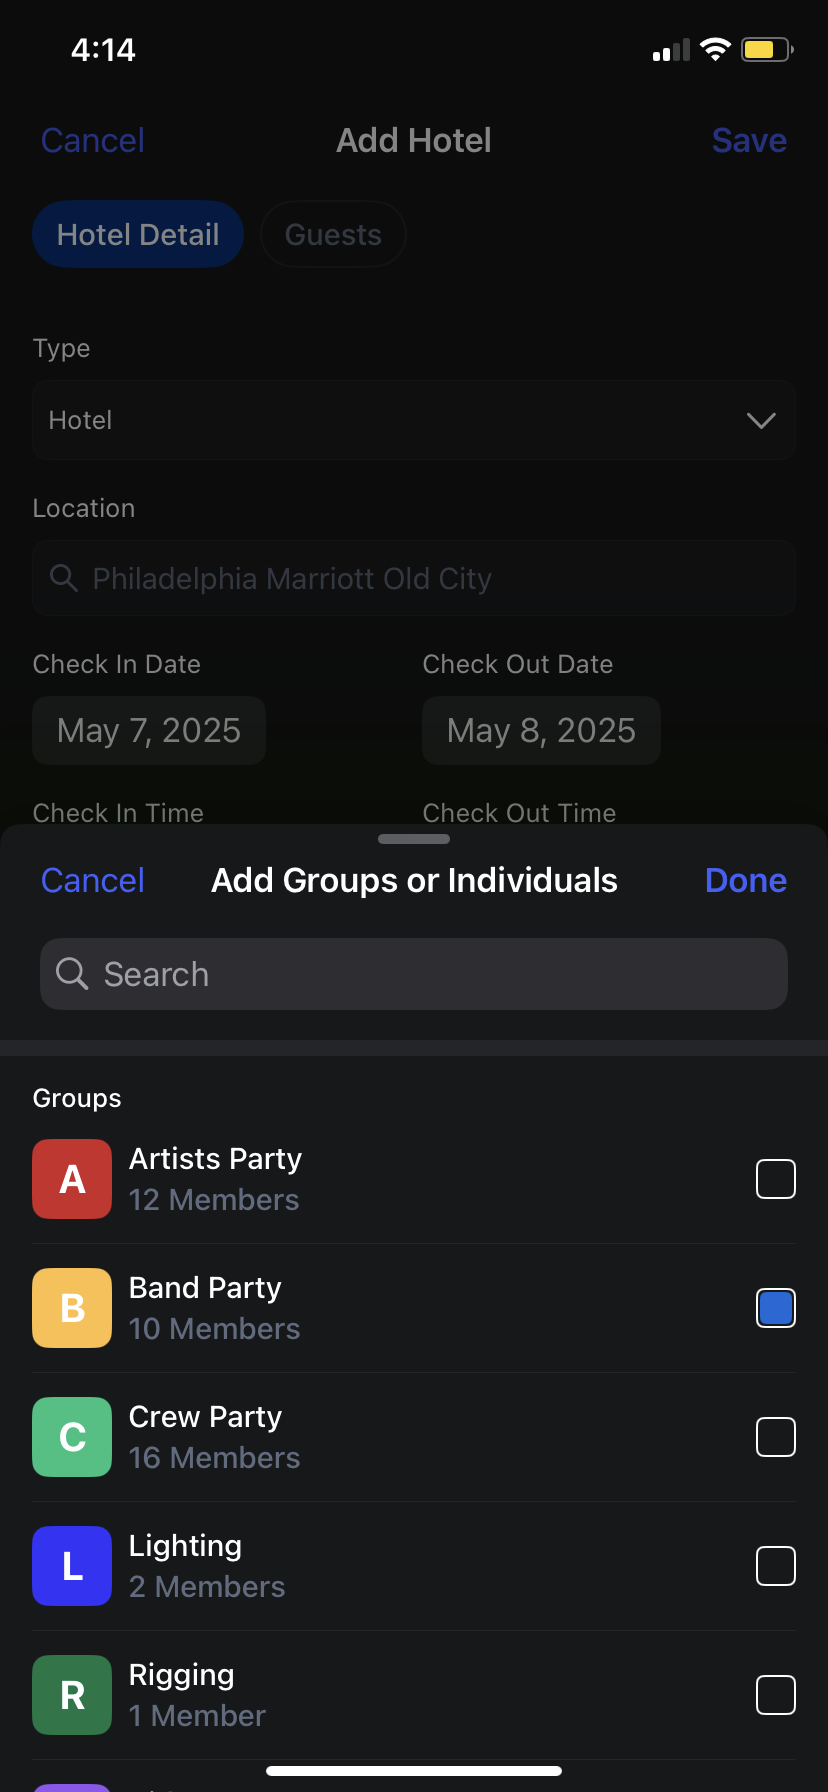 4:14
Cancel Add Hotel Save
Hotel Detail Guests
Type
Hotel
Location
Philadelphia Marriott Old City
Check In Date Check Out Date
May 7, 2025 May 8, 2025
Check In Time Check Out Time
Cancel Add Groups or Individuals Done
Search
Groups
A Artists Party
12 Members
B Band Party
10 Members
C Crew Party
16 Members
L Lighting
2 Members
R Rigging
1 Member